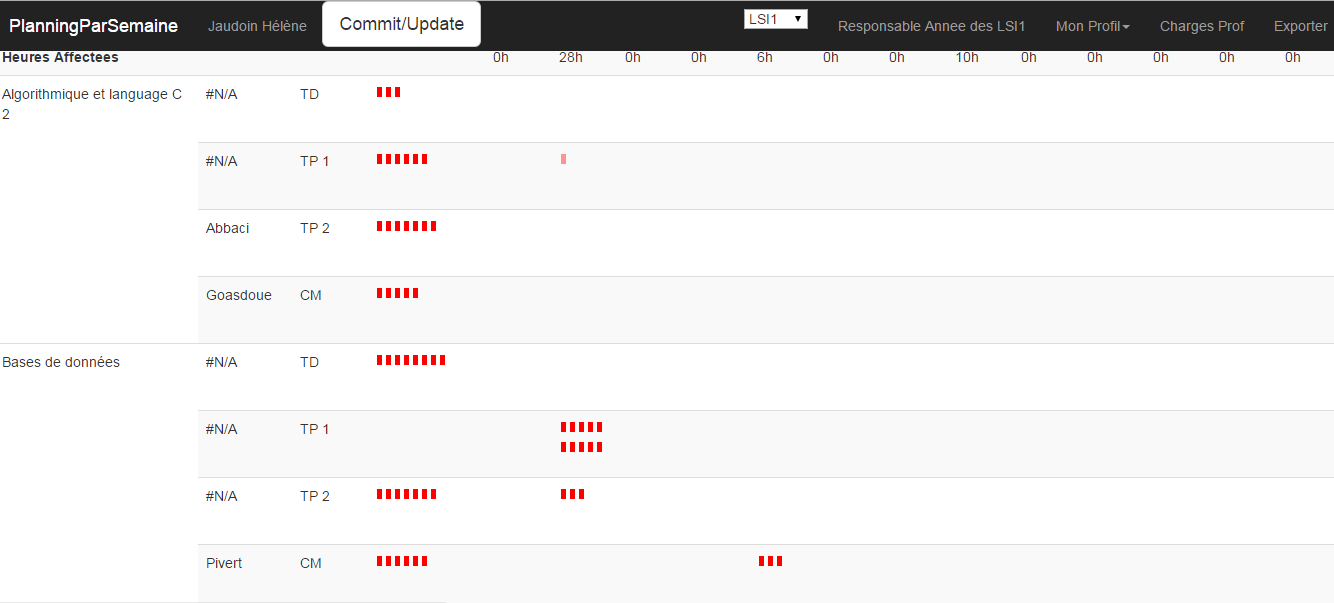 PlanningParSemaine Jaudoin Hélène Commit/Update LSI1 Responsable Annee des LSI1 Mon Profil Charges Prof Exporter
Heures Affectees 0h 28h 0h 0h 6h 0h 0h 10h 0h 0h 0h 0h 0h
Algorithmique et language C #N/A TD
2
#N/A TP 1
Abbaci TP 2
Goasdoue CM
Bases de données #N/A TD
#N/A TP 1
#N/A TP 2
Pivert CM